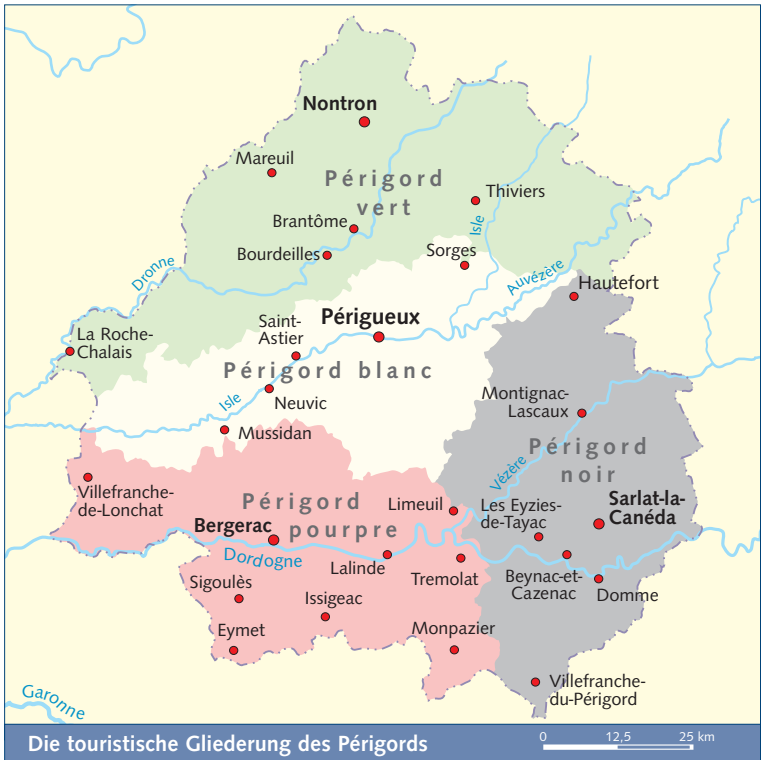 Nontron
Mareuil
Périgord
vert
Thiviers
Brantôme
Isle
Bourdeilles
Sorges
Dronne
Auvézère
Hautefort
La Roche-
Chalais
Saint-
Astier
Périgueux
Périgord blanc
Isle
Neuvic
Mussidan
Montignac-
Lascaux
Périgord
noir
Vézère
Villefranche-
de-Lonchat
Périgord
pourpre
Bergerac
Limeuil
Les Eyzies-
de-Tayac
Sarlat-la-
Canéda
Dordogne
Lalinde
Tremolat
Beynac-et-
Cazenac
Domme
Sigoulès
Issigeac
Eymet
Monpazier
Villefranche-
du-Périgord
Garonne
Die touristische Gliederung des Périgords
0 12,5 25 km